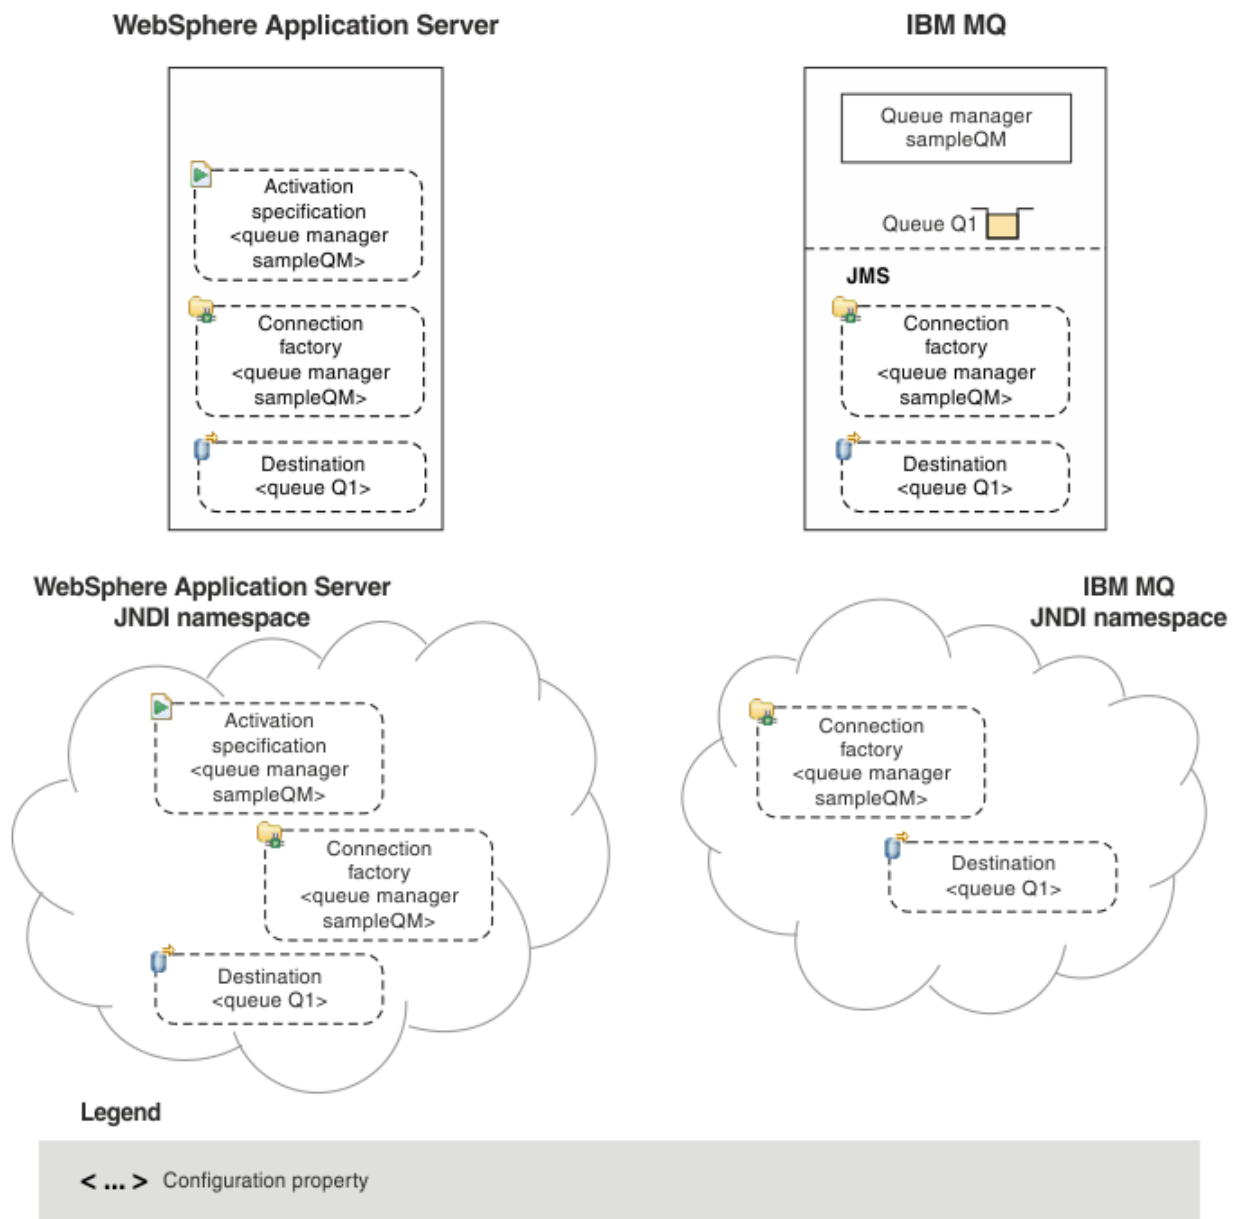 WebSphere Application Server
IBM MQ
Activation
specification
<queue manager
sampleQM>
Connection
factory
<queue manager
sampleQM>
Destination
<queue Q1>
Queue manager
sampleQM
Queue Q1
JMS
Connection
factory
<queue manager
sampleQM>
Destination
<queue Q1>
WebSphere Application Server
JNDI namespace
Activation
specification
<queue manager
sampleQM>
Connection
factory
<queue manager
sampleQM>
Destination
<queue Q1>
IBM MQ
JNDI namespace
Connection
factory
<queue manager
sampleQM>
Destination
<queue Q1>
Legend
< ... > Configuration property